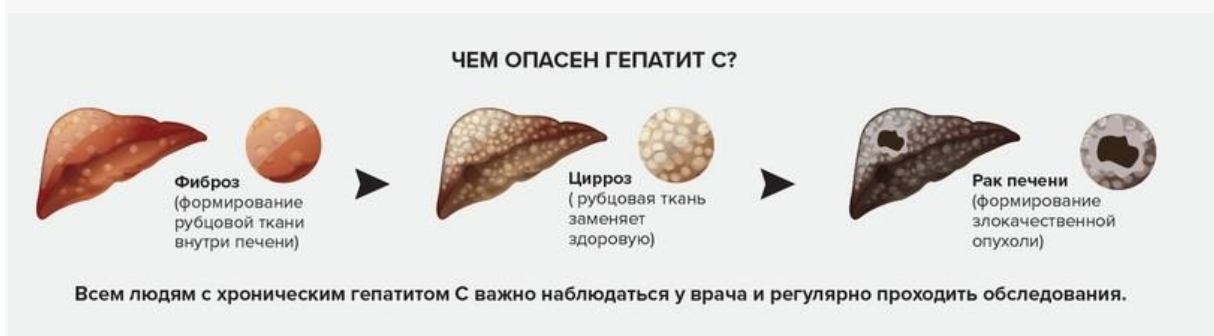 ЧЕМ ОПАСЕН ГЕПАТИТ С?
Фиброз
(формирование
рубцовой ткани
внутри печени)
Цирроз
( рубцовая ткань
заменяет
здоровую)
Рак печени
(формирование
злокачественной
опухоли)
Всем людям с хроническим гепатитом С важно наблюдаться у врача и регулярно проходить обследования.